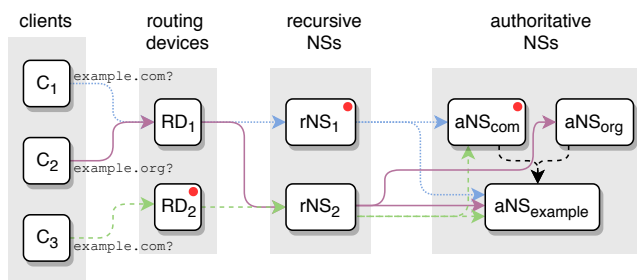 clients
routing
devices
recursive
NSs
authoritative
NSs
C1
example.com?
RD1
rNS1
aNScom
aNSorg
C2
example.org?
RD2
rNS2
aNSexample
C3
example.com?